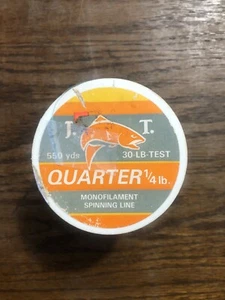 J. T.
550 yds 30-LB-TEST
QUARTER 1/4 lb.
MONOFILAMENT
SPINNING LINE